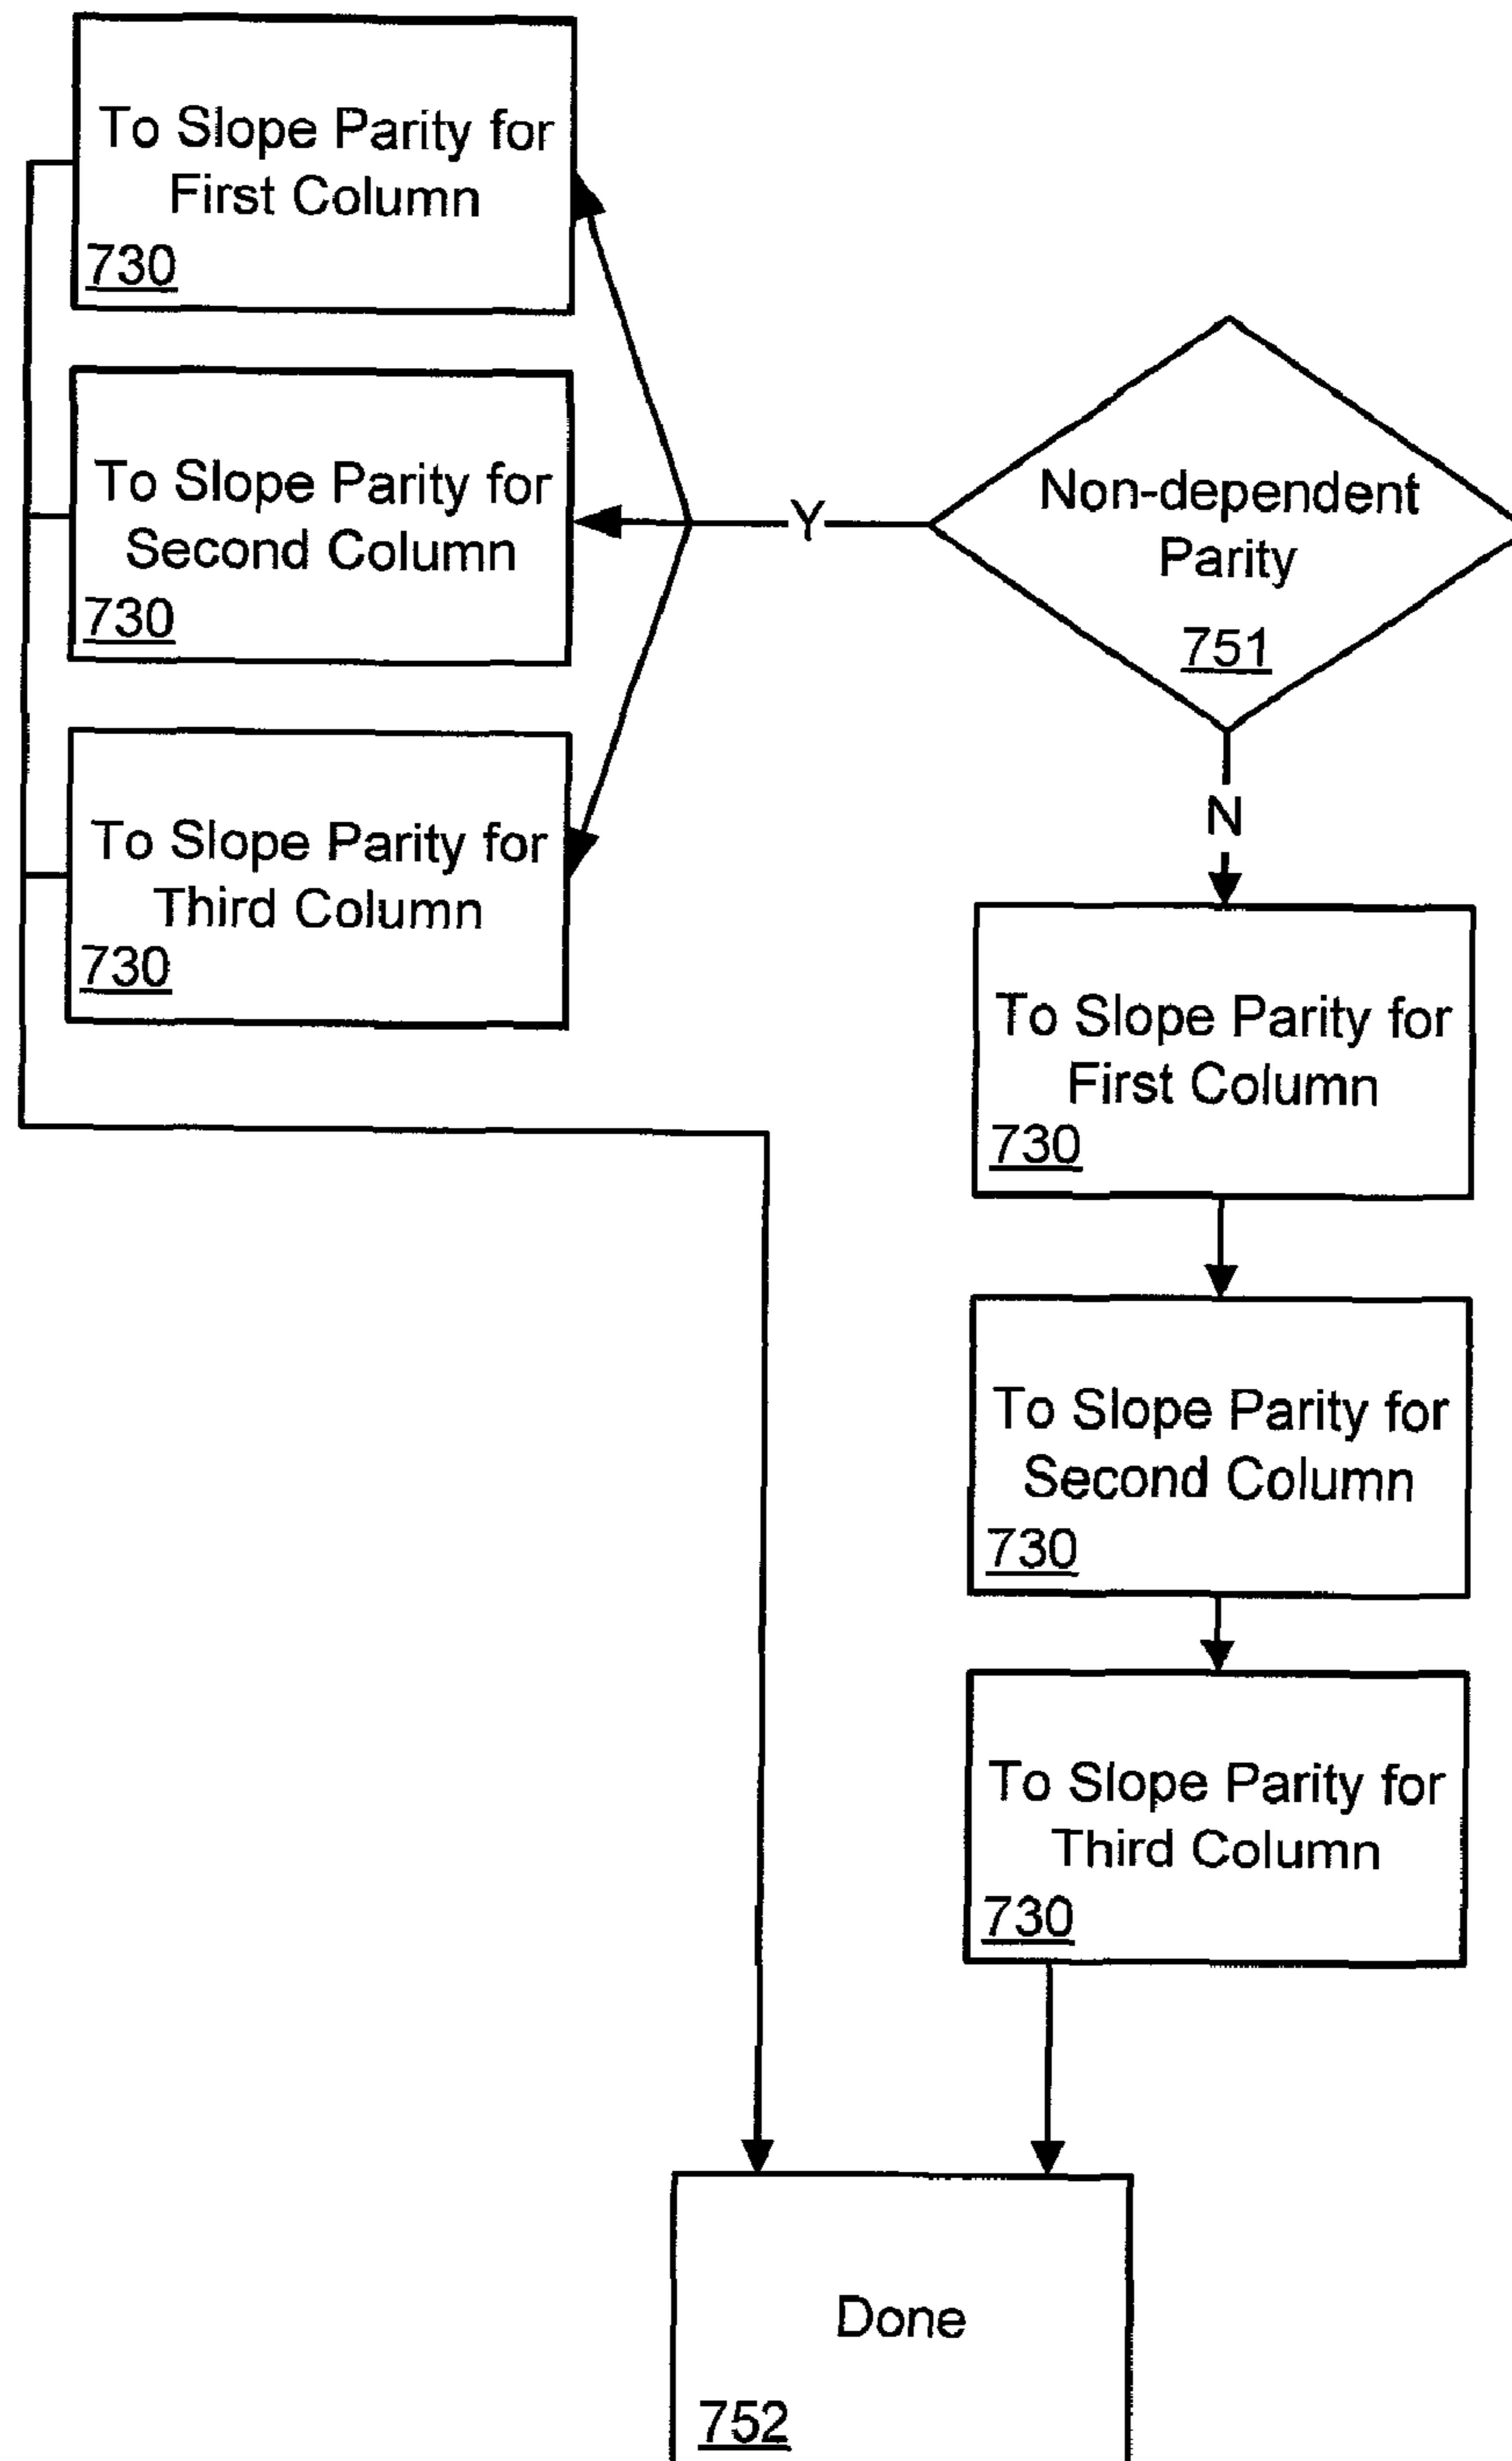 To Slope Parity for
First Column
730
To Slope Parity for
Second Column
730
To Slope Parity for
Third Column
730
Y
Non-dependent
Parity
751
N
To Slope Parity for
First Column
730
To Slope Parity for
Second Column
730
To Slope Parity for
Third Column
730
Done
752